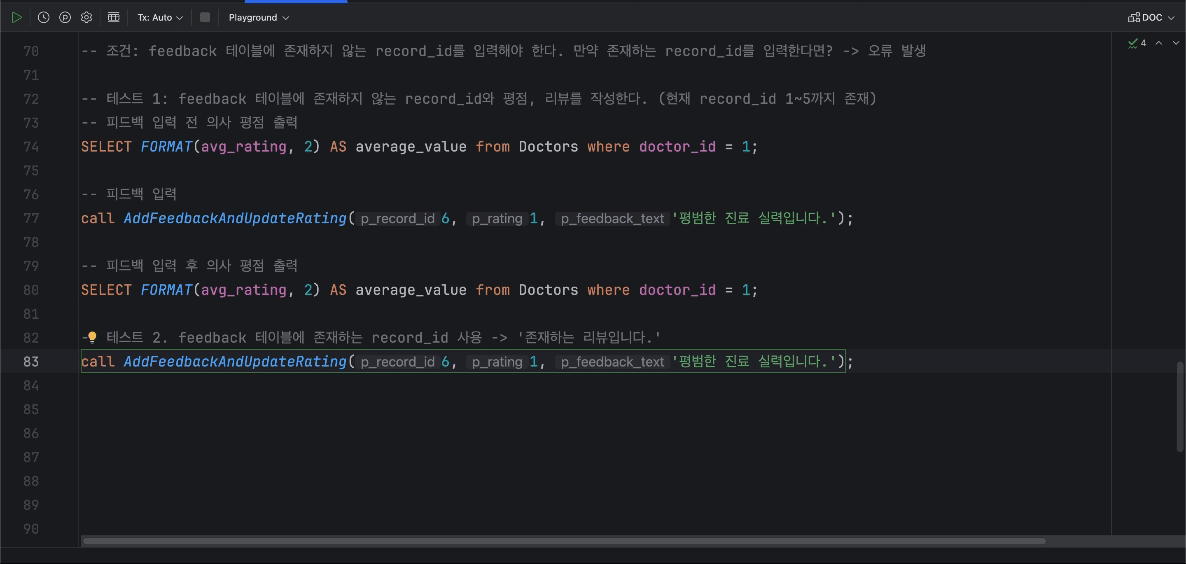 Tx: Auto Playground DOC
70 -- 조건: feedback 테이블에 존재하지 않는 record_id를 입력해야 한다. 만약 존재하는 record_id를 입력한다면? -> 오류 발생 4
71
72 -- 테스트 1: feedback 테이블에 존재하지 않는 record_id와 평점, 리뷰를 작성한다. (현재 record_id 1~5까지 존재)
73 -- 피드백 입력 전 의사 평점 출력
74 SELECT FORMAT(avg_rating, 2) AS average_value from Doctors where doctor_id = 1;
75
76 -- 피드백 입력
77 call AddFeedbackAndUpdateRating( p_record_id 6, p_rating 1, p_feedback_text '평범한 진료 실력입니다.');
78
79 -- 피드백 입력 후 의사 평점 출력
80 SELECT FORMAT(avg_rating, 2) AS average_value from Doctors where doctor_id = 1;
81
82 - 테스트 2. feedback 테이블에 존재하는 record_id 사용 -> '존재하는 리뷰입니다.'
83 call AddFeedbackAndUpdateRating( p_record_id 6, p_rating 1, p_feedback_text '평범한 진료 실력입니다.');
84
85
86
87
88
89
90